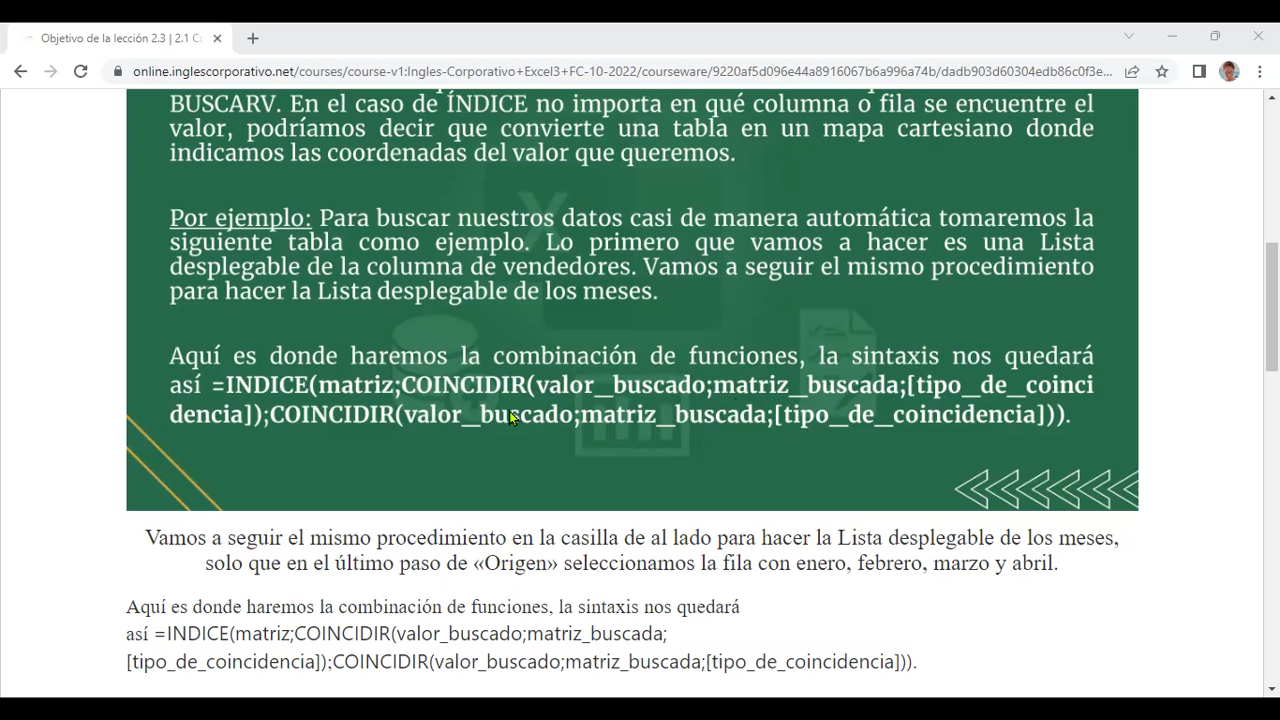 Objetivo de la lección 2.3 | 2.1 Co
online.inglescorporativo.net/courses/course-v1:Ingles-Corporativo+Excel3+FC-10-2022/courseware/9220af5d096e44a8916067b6a996a74b/dadb903d60304edb86c0f3e...
BUSCARV. En el caso de ÍNDICE no importa en qué columna o fila se encuentre el
valor, podríamos decir que convierte una tabla en un mapa cartesiano donde
indicamos las coordenadas del valor que queremos.
Por ejemplo: Para buscar nuestros datos casi de manera automática tomaremos la
siguiente tabla como ejemplo. Lo primero que vamos a hacer es una Lista
desplegable de la columna de vendedores. Vamos a seguir el mismo procedimiento
para hacer la Lista desplegable de los meses.
Aquí es donde haremos la combinación de funciones, la sintaxis nos quedará
así =INDICE(matriz;COINCIDIR(valor_buscado;matriz_buscada;[tipo_de_coinci
dencia]);COINCIDIR(valor_buscado;matriz_buscada;[tipo_de_coincidencia])).
Vamos a seguir el mismo procedimiento en la casilla de al lado para hacer la Lista desplegable de los meses,
solo que en el último paso de «Origen» seleccionamos la fila con enero, febrero, marzo y abril.
Aquí es donde haremos la combinación de funciones, la sintaxis nos quedará
así =INDICE(matriz;COINCIDIR(valor_buscado;matriz_buscada;
[tipo_de_coincidencia]);COINCIDIR(valor_buscado;matriz_buscada;[tipo_de_coincidencia])).